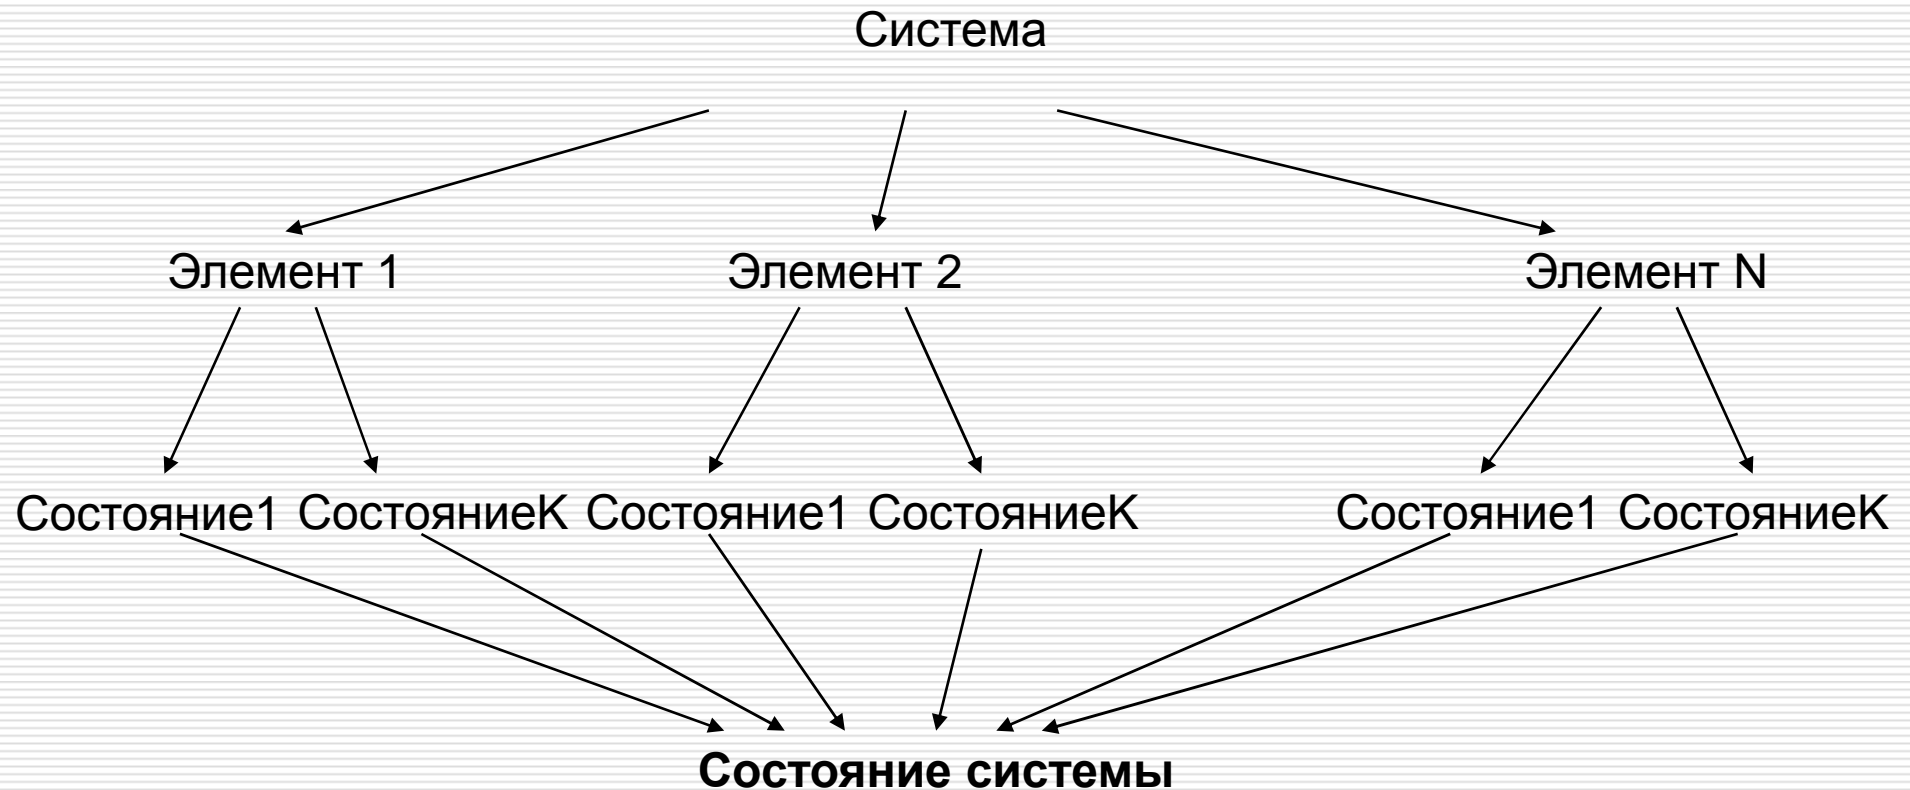 Система
Элемент 1 Элемент 2 Элемент N
Состояние1 СостояниеK Состояние1 СостояниеK Состояние1 СостояниеK
Состояние системы